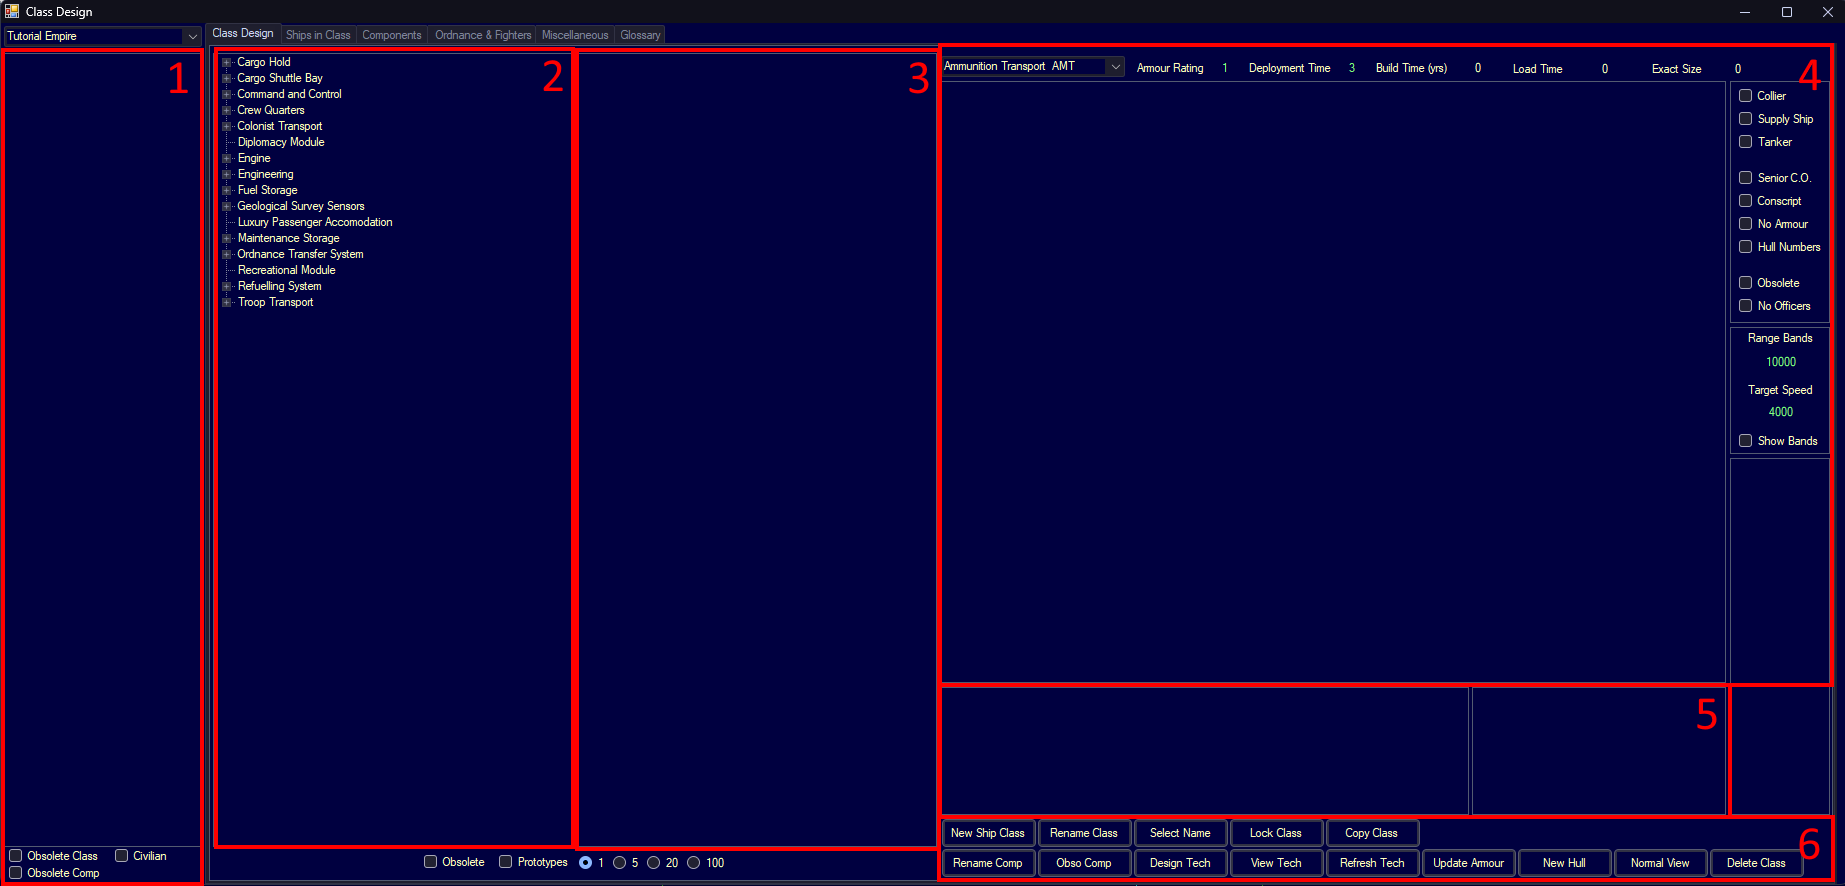 Class Design
Tutorial Empire
Class Design Ships in Class Components Ordnance & Fighters Miscellaneous Glossary
1
Obsolete Class Civilian
Obsolete Comp
2
Cargo Hold
Cargo Shuttle Bay
Command and Control
Crew Quarters
Colonist Transport
Diplomacy Module
Engine
Engineering
Fuel Storage
Geological Survey Sensors
Luxury Passenger Accomodation
Maintenance Storage
Ordnance Transfer System
Recreational Module
Refuelling System
Troop Transport
3
Obsolete Prototypes 1 5 20 100
Ammunition Transport AMT Armour Rating 1 Deployment Time 3 Build Time (yrs) 0 Load Time 0 Exact Size 0
4
Collier
Supply Ship
Tanker
Senior C.O.
Conscript
No Armour
Hull Numbers
Obsolete
No Officers
Range Bands
10000
Target Speed
4000
Show Bands
5
New Ship Class Rename Class Select Name Lock Class Copy Class
6
Rename Comp Obso Comp Design Tech View Tech Refresh Tech Update Armour New Hull Normal View Delete Class